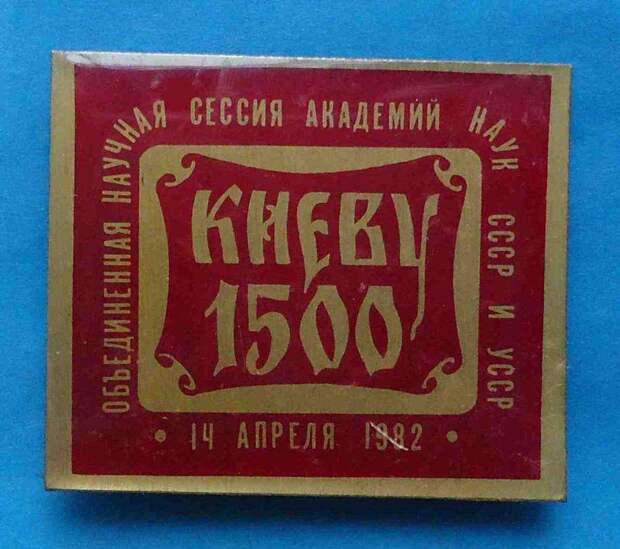 ОБЪЕДИНЕННАЯ НАУЧНАЯ СЕССИЯ АКАДЕМИЙ НАУК СССР И УССР
КИЕВУ
1500
• 14 АПРЕЛЯ 1982 •